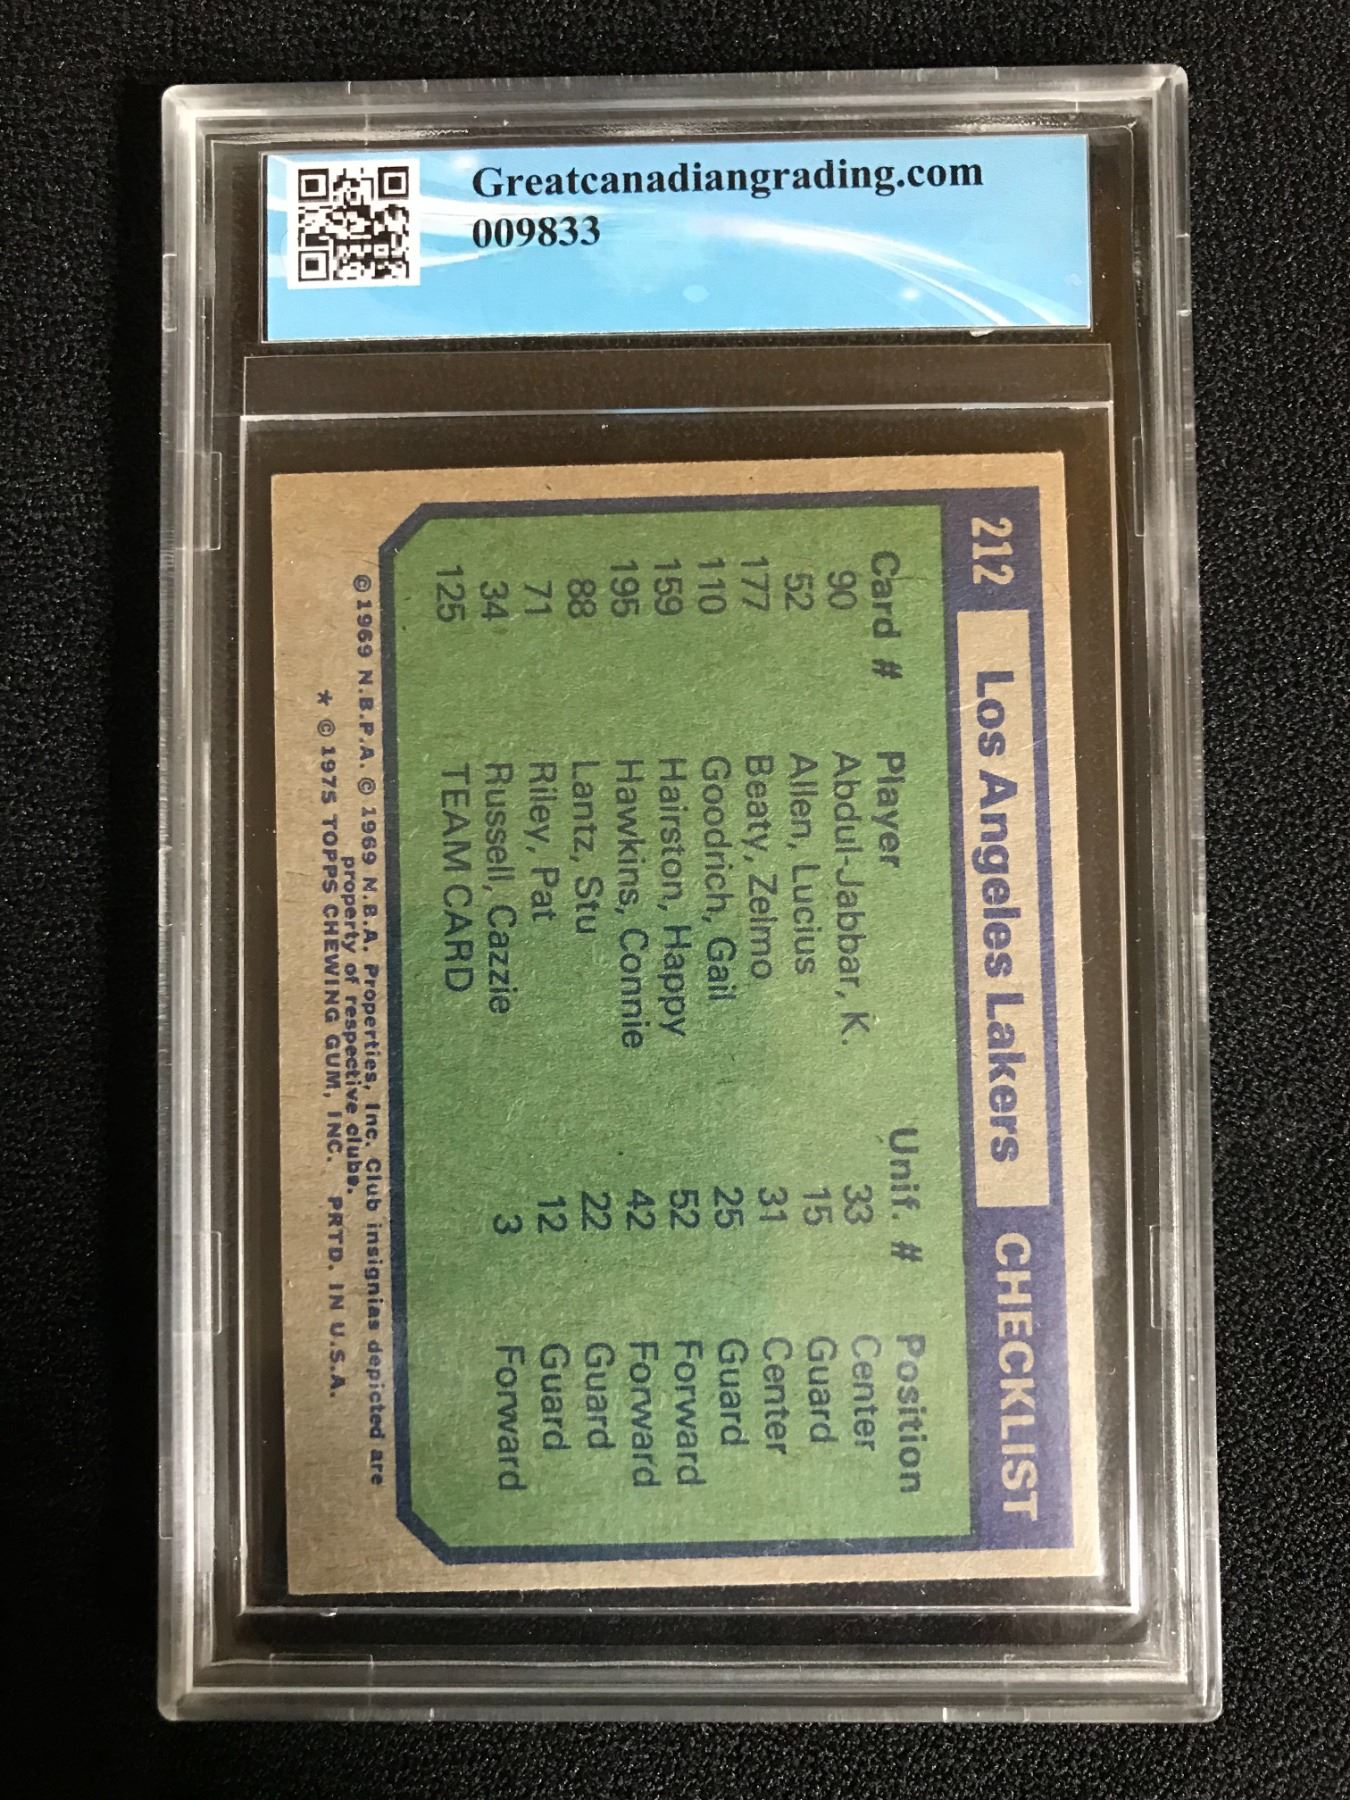 Greatcanadiangrading.com
009833
212 Los Angeles Lakers CHECKLIST
Card # Player Unif. # Position
90 Abdul-Jabbar, K. 33 Center
52 Allen, Lucius 15 Guard
177 Beaty, Zelmo 31 Center
110 Goodrich, Gail 25 Guard
159 Hairston, Happy 52 Forward
195 Hawkins, Connie 42 Forward
88 Lantz, Stu 22 Guard
71 Riley, Pat 12 Guard
34 Russell, Cazzie 3 Forward
125 TEAM CARD
©1969 N.B.P.A. © 1969 N.B.A. Properties, Inc. Club insignias depicted are
property of respective clubs.
* © 1975 TOPPS CHEWING GUM, INC. PRTD. IN U.S.A.